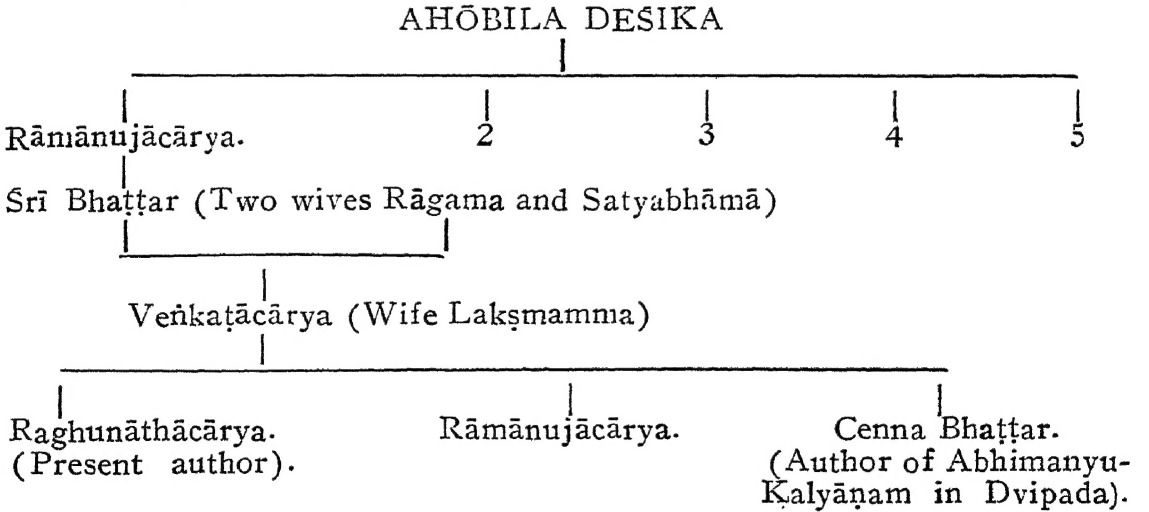 AHŌBILA DEŚIKA
Rāmānujācārya. 2 3 4 5
Śrī Bhaṭṭar (Two wives Rāgama and Satyabhāmā)
Veṅkaṭācārya (Wife Lakṣmamma)
Raghunāthācārya. Rāmānujācārya. Cenna Bhaṭṭar.
(Present author). (Author of Abhimanyu-
Kalyāṇam in Dvipada).